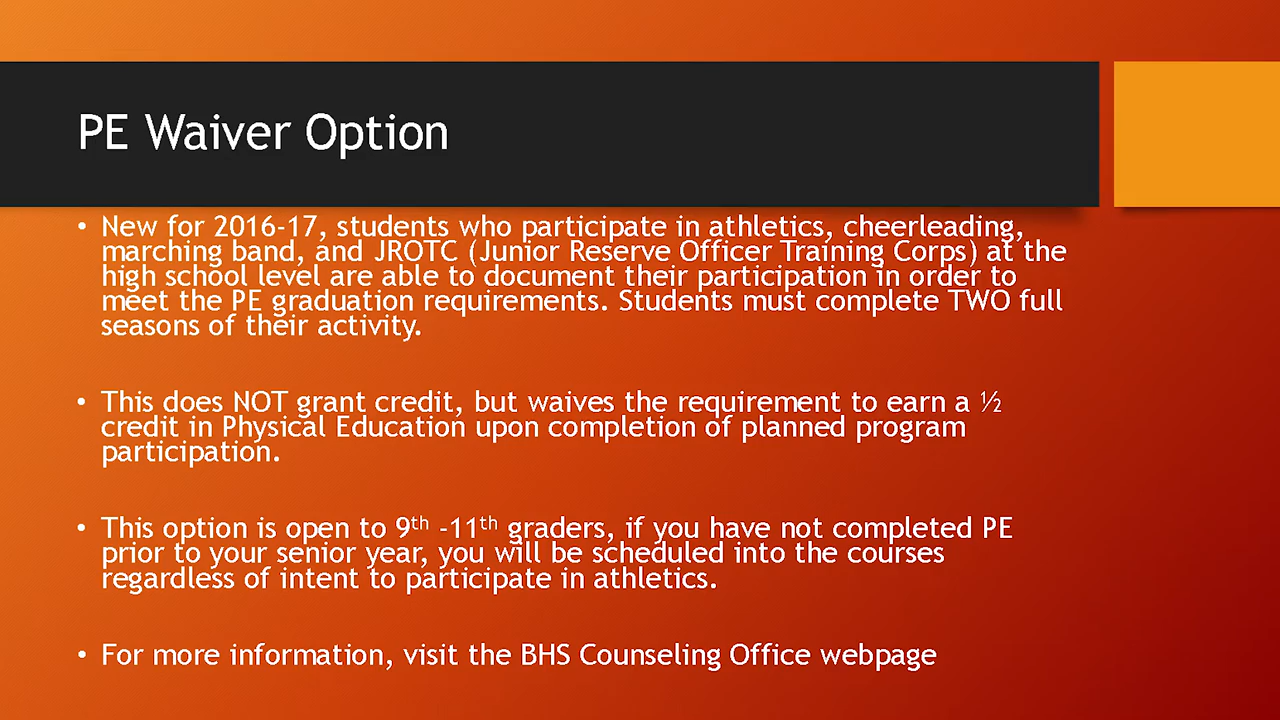 PE Waiver Option
• New for 2016-17, students who participate in athletics, cheerleading,
marching band, and JROTC (Junior Reserve Officer Training Corps) at the
high school level are able to document their participation in order to
meet the PE graduation requirements. Students must complete TWO full
seasons of their activity.
• This does NOT grant credit, but waives the requirement to earn a ½
credit in Physical Education upon completion of planned program
participation.
• This option is open to 9th -11th graders, if you have not completed PE
prior to your senior year, you will be scheduled into the courses
regardless of intent to participate in athletics.
• For more information, visit the BHS Counseling Office webpage